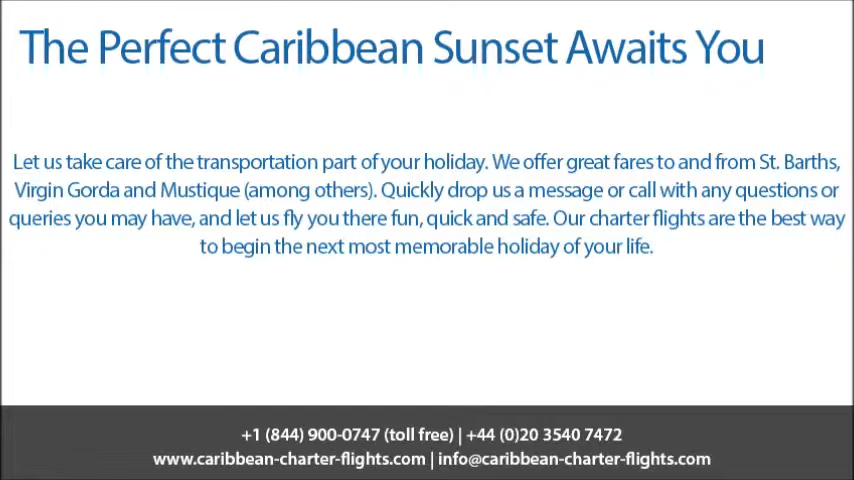 The Perfect Caribbean Sunset Awaits You
Let us take care of the transportation part of your holiday. We offer great fares to and from St. Barths,
Virgin Gorda and Mustique (among others). Quickly drop us a message or call with any questions or
queries you may have, and let us fly you there fun, quick and safe. Our charter flights are the best way
to begin the next most memorable holiday of your life.
+1 (844) 900-0747 (toll free) | +44 (0)20 3540 7472
www.caribbean-charter-flights.com | info@caribbean-charter-flights.com